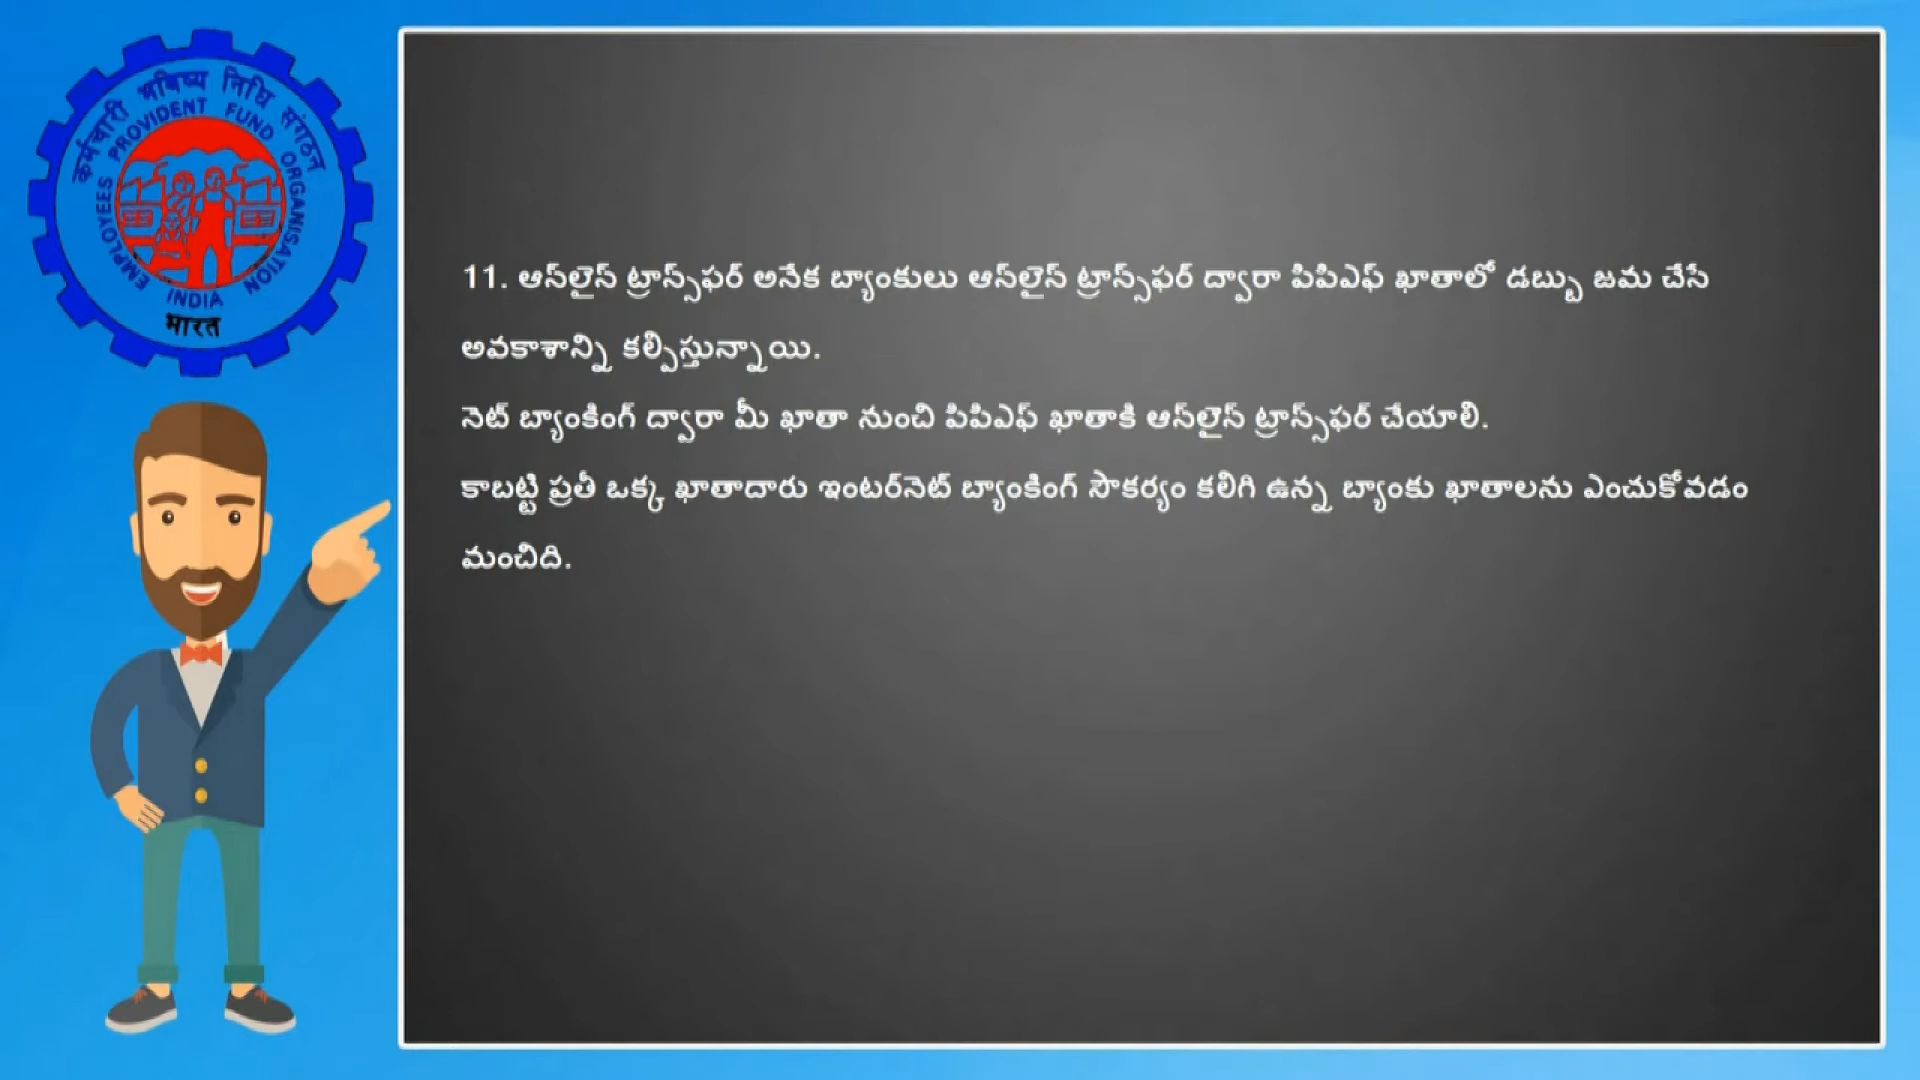 कर्मचारी भविष्य निधि संगठन
EMPLOYEES PROVIDENT FUND ORGANISATION
INDIA
भारत
11. ఆన్‌లైన్ ట్రాన్స్‌ఫర్ అనేక బ్యాంకులు ఆన్‌లైన్ ట్రాన్స్‌ఫర్ ద్వారా పిపిఎఫ్ ఖాతాలో డబ్బు జమ చేసే
అవకాశాన్ని కల్పిస్తున్నాయి.
నెట్ బ్యాంకింగ్ ద్వారా మీ ఖాతా నుంచి పిపిఎఫ్ ఖాతాకి ఆన్‌లైన్ ట్రాన్స్‌ఫర్ చేయాలి.
కాబట్టి ప్రతీ ఒక్క ఖాతాదారు ఇంటర్‌నెట్ బ్యాంకింగ్ సౌకర్యం కలిగి ఉన్న బ్యాంకు ఖాతాలను ఎంచుకోవడం
మంచిది.